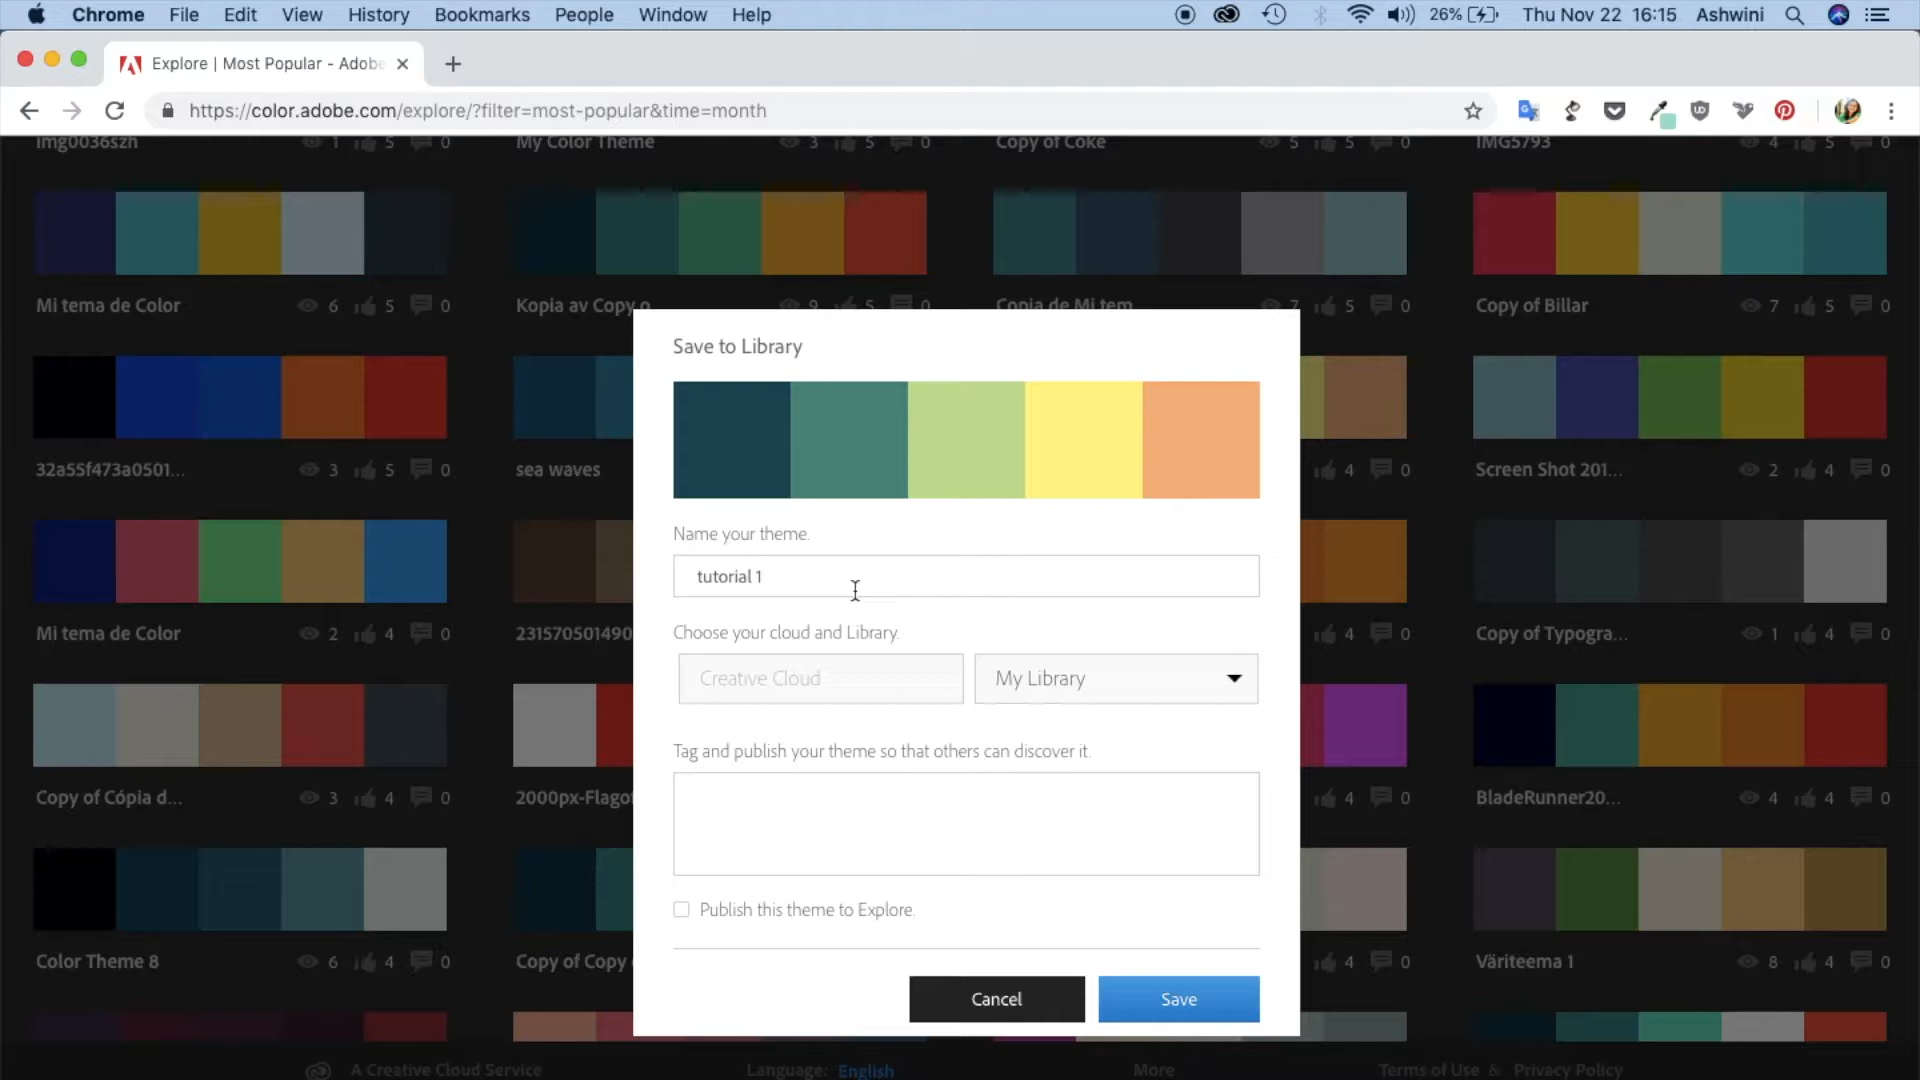 Chrome File Edit View History Bookmarks People Window Help 26% Thu Nov 22 16:15 Ashwini
Explore | Most Popular - Adobe
https://color.adobe.com/explore/?filter=most-popular&time=month
img0036szh 1 5 0 My Color Theme 3 5 0 Copy of Coke 5 5 0 IMG5793 4 5 0
Mi tema de Color 6 5 0 Kopia av Copy o 9 5 0 Copia de Mi tem 7 5 0 Copy of Billar 7 5 0
Save to Library
32a55f473a0501... 3 5 0 sea waves 4 0 Screen Shot 201... 2 4 0
Name your theme.
tutorial 1
Mi tema de Color 2 4 0 231570501490 4 0 Copy of Typogra... 1 4 0
Choose your cloud and Library.
Creative Cloud My Library
Tag and publish your theme so that others can discover it.
Copy of Cópia d... 3 4 0 2000px-Flagof 4 0 BladeRunner20... 4 4 0
Publish this theme to Explore.
Color Theme 8 6 4 0 Copy of Copy 4 0 Väriteema 1 8 4 0
Cancel Save
A Creative Cloud Service Language: English More Terms of Use & Privacy Policy